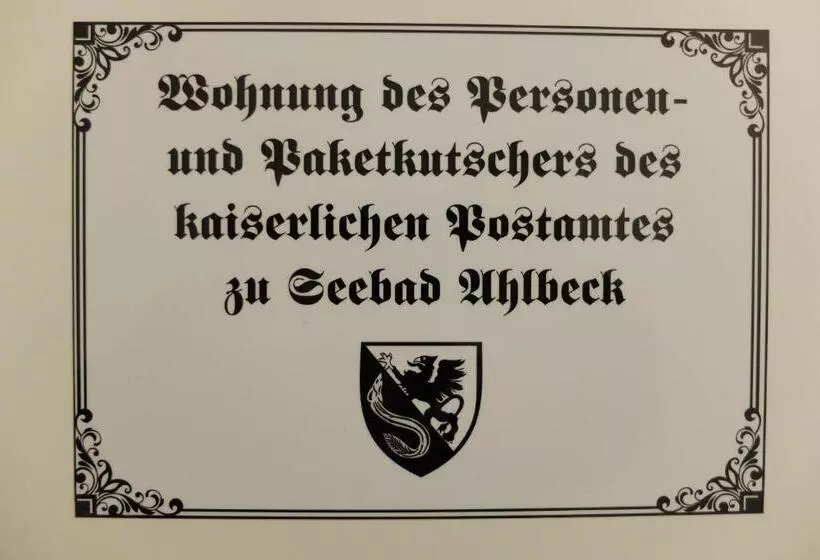 Wohnung des Personen-
und Paketkutschers des
kaiserlichen Postamtes
zu Seebad Ahlbeck